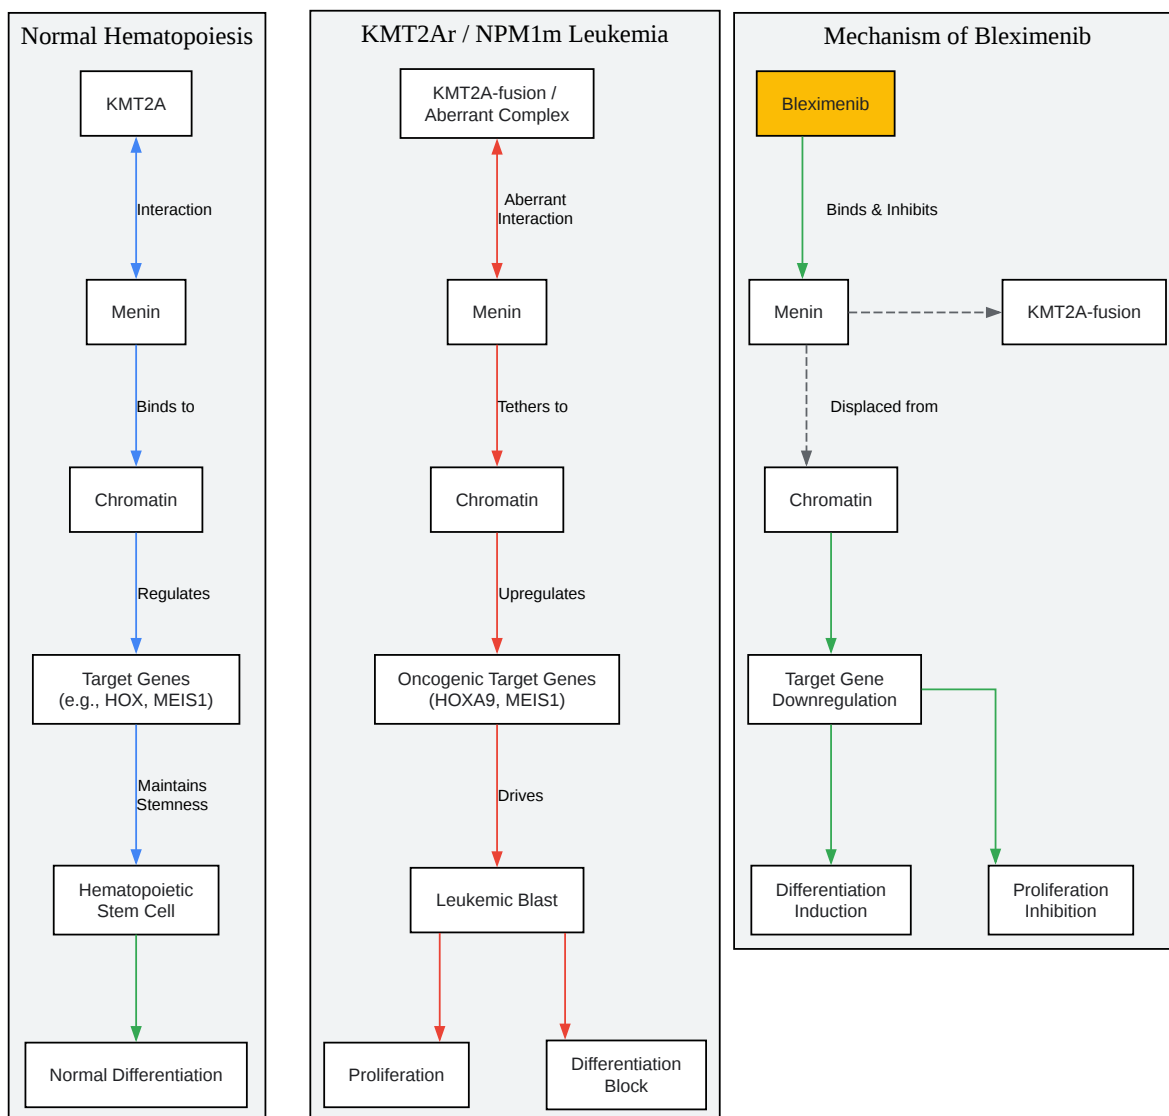 Normal Hematopoiesis
KMT2A
Interaction
Menin
Binds to
Chromatin
Regulates
Target Genes
(e.g., HOX, MEIS1)
Maintains
Stemness
Hematopoietic
Stem Cell
Normal Differentiation
KMT2Ar / NPM1m Leukemia
KMT2A-fusion /
Aberrant Complex
Aberrant
Interaction
Menin
Tethers to
Chromatin
Upregulates
Oncogenic Target Genes
(HOXA9, MEIS1)
Drives
Leukemic Blast
Proliferation
Differentiation
Block
Mechanism of Bleximenib
Bleximenib
Binds & Inhibits
Menin
KMT2A-fusion
Displaced from
Chromatin
Target Gene
Downregulation
Differentiation
Induction
Proliferation
Inhibition